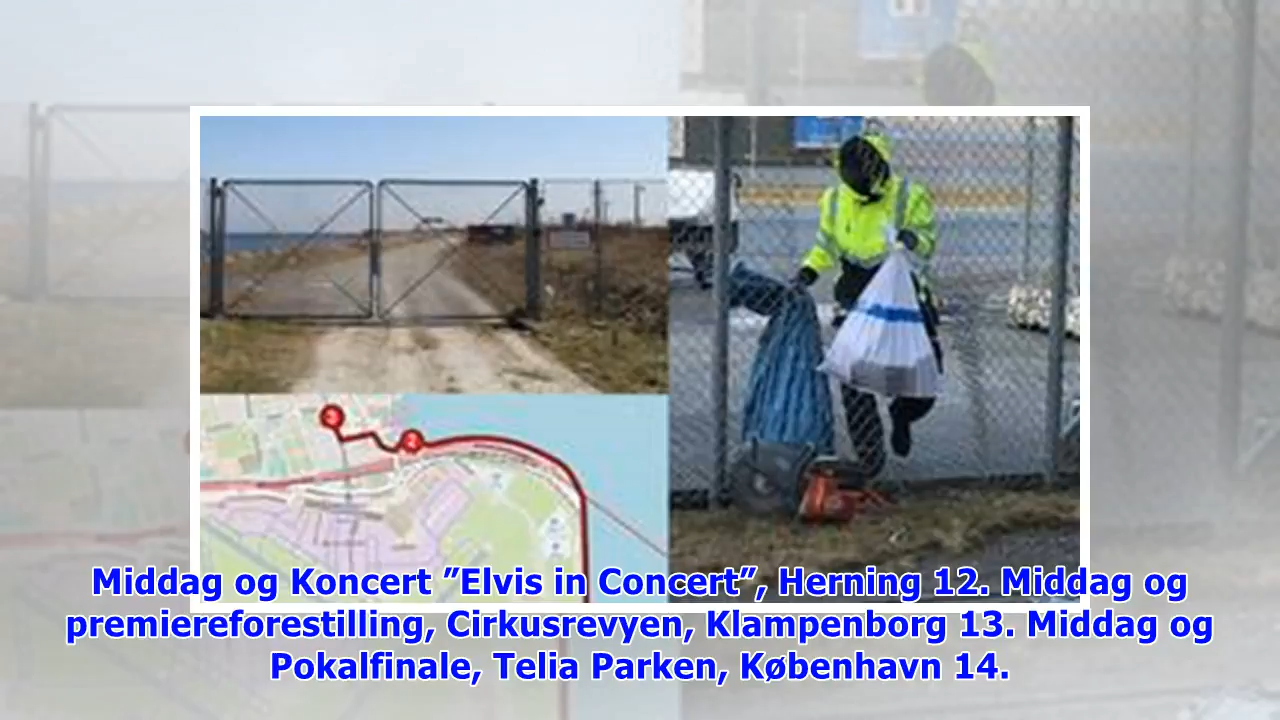 Middag og Koncert ”Elvis in Concert”, Herning 12. Middag og
premiereforestilling, Cirkusrevyen, Klampenborg 13. Middag og
Pokalfinale, Telia Parken, København 14.